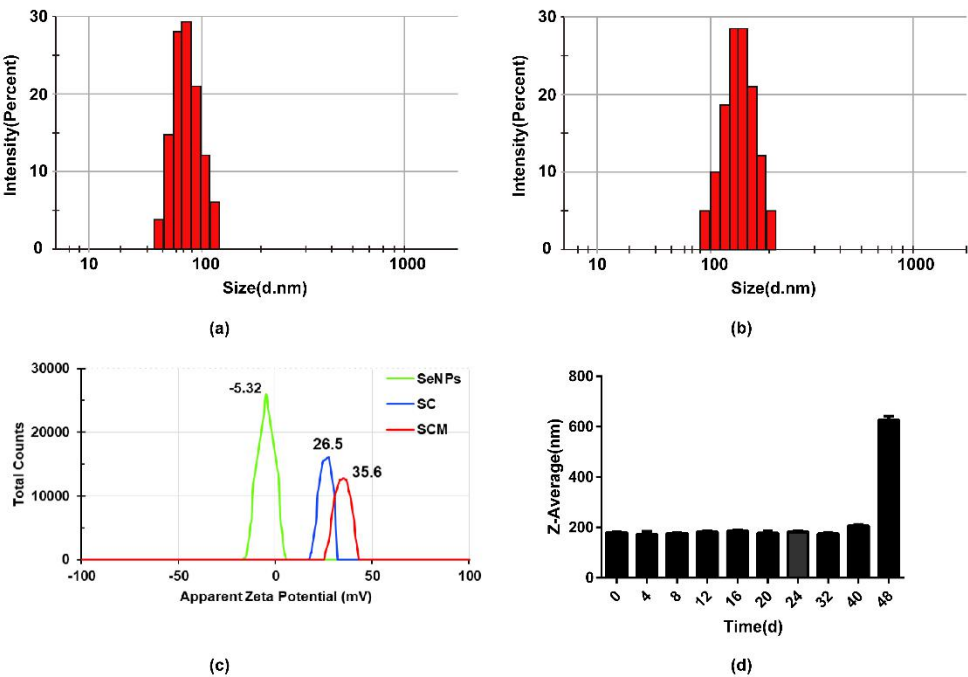 Intensity(Percent)
30
20
10
0
10
100
1000
Size(d.nm)
(a)
Intensity(Percent)
30
20
10
0
10
100
1000
Size(d.nm)
(b)
Total Counts
30000
20000
10000
0
-100
-50
0
50
100
-5.32
26.5
35.6
SeNPs
SC
SCM
Apparent Zeta Potential (mV)
(c)
Z-Average(nm)
800
600
400
200
0
0
4
8
12
16
20
24
32
40
48
Time(d)
(d)